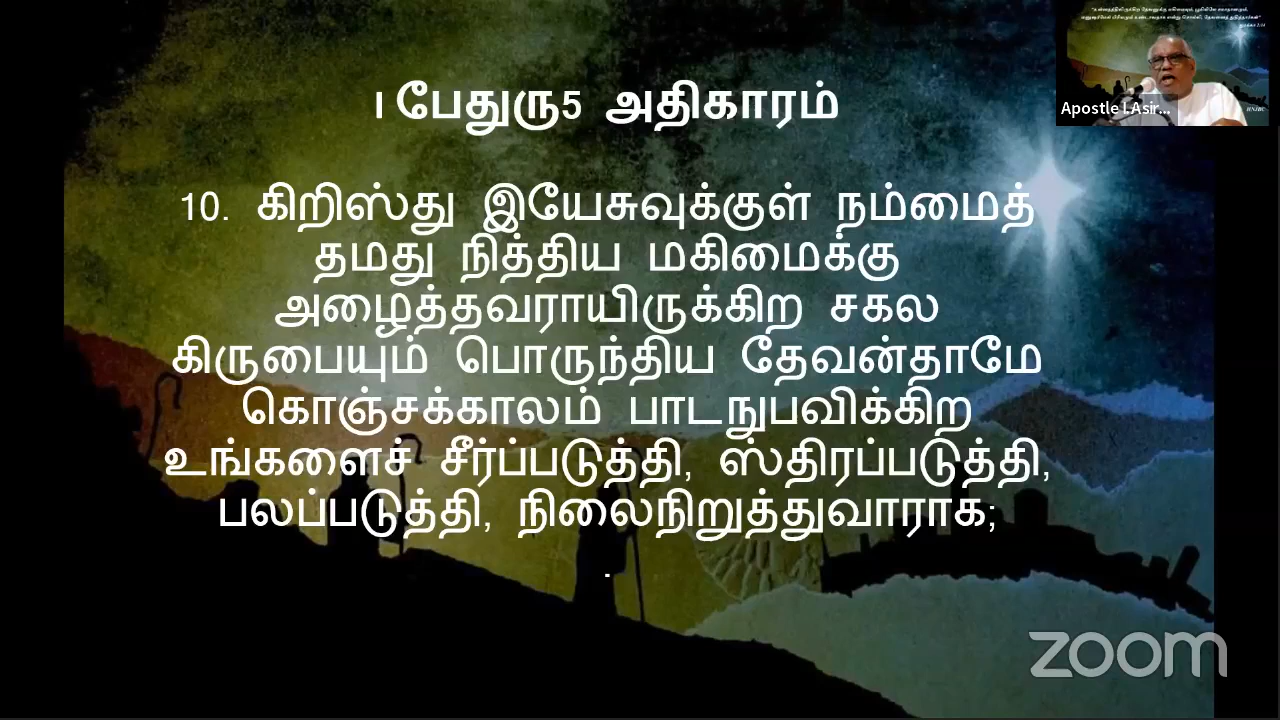 I பேதுரு5 அதிகாரம்
10. கிறிஸ்து இயேசுவுக்குள் நம்மைத்
தமது நித்திய மகிமைக்கு
அழைத்தவராயிருக்கிற சகல
கிருபையும் பொருந்திய தேவன்தாமே
கொஞ்சக்காலம் பாடநுபவிக்கிற
உங்களைச் சீர்ப்படுத்தி, ஸ்திரப்படுத்தி,
பலப்படுத்தி, நிலைநிறுத்துவாராக;
.
Apostle I.Asir...
zoom